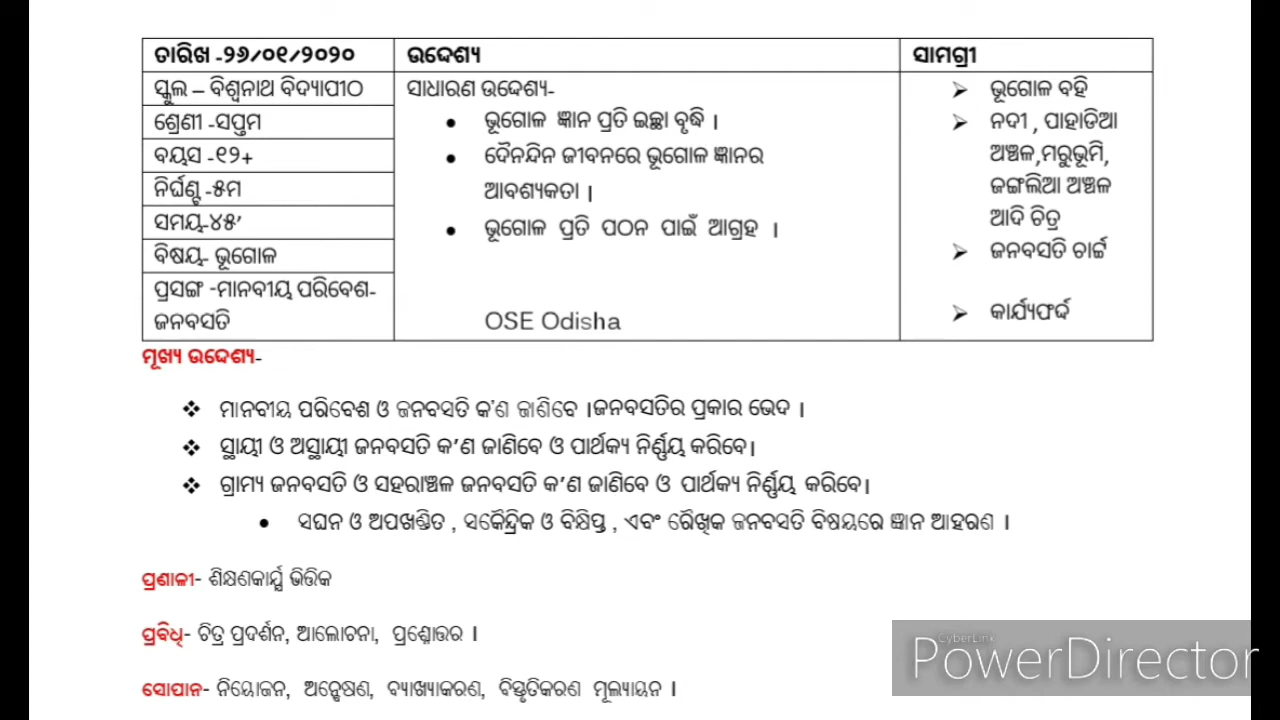 ତାରିଖ -୨୬/୦୧/୨୦୨୦
ସ୍କୁଲ – ବିଶ୍ୱନାଥ ବିଦ୍ୟାପୀଠ
ଶ୍ରେଣୀ -ସପ୍ତମ
ବୟସ -୧୨+
ନିର୍ଘଣ୍ଟ -୫ମ
ସମୟ-୪୫’
ବିଷୟ- ଭୂଗୋଳ
ପ୍ରସଙ୍ଗ -ମାନବୀୟ ପରିବେଶ-
ଜନବସତି
ଉଦ୍ଦେଶ୍ୟ
ସାଧାରଣ ଉଦ୍ଦେଶ୍ୟ-
• ଭୂଗୋଳ ଜ୍ଞାନ ପ୍ରତି ଇଚ୍ଛା ବୃଦ୍ଧି ।
• ଦୈନନ୍ଦିନ ଜୀବନରେ ଭୂଗୋଳ ଜ୍ଞାନର
ଆବଶ୍ୟକତା ।
• ଭୂଗୋଳ ପ୍ରତି ପଠନ ପାଇଁ ଆଗ୍ରହ ।
OSE Odisha
ସାମଗ୍ରୀ
➢ ଭୂଗୋଳ ବହି
➢ ନଦୀ , ପାହାଡିଆ
ଅଞ୍ଚଳ,ମରୁଭୂମି,
ଜଙ୍ଗଲିଆ ଅଞ୍ଚଳ
ଆଦି ଚିତ୍ର
➢ ଜନବସତି ଚାର୍ଟ୍ଟ
➢ କାର୍ଯ୍ୟଫର୍ଦ୍ଦ
ମୂଖ୍ୟ ଉଦ୍ଦେଶ୍ୟ-
❖ ମାନବୀୟ ପରିବେଶ ଓ ଜନବସତି କ'ଣ ଜାଣିବେ ।ଜନବସତିର ପ୍ରକାର ଭେଦ ।
❖ ସ୍ଥାୟୀ ଓ ଅସ୍ଥାୟୀ ଜନବସତି କ’ଣ ଜାଣିବେ ଓ ପାର୍ଥକ୍ୟ ନିର୍ଣ୍ଣୟ କରିବେ।
❖ ଗ୍ରାମ୍ୟ ଜନବସତି ଓ ସହରାଞ୍ଚଳ ଜନବସତି କ’ଣ ଜାଣିବେ ଓ ପାର୍ଥକ୍ୟ ନିର୍ଣ୍ଣୟ କରିବେ।
• ସଘନ ଓ ଅପଖଣ୍ଡିତ , ସକୈନ୍ଦ୍ରିକ ଓ ବିକ୍ଷିପ୍ତ , ଏବଂ ରୈଖିକ ଜନବସତି ବିଷୟରେ ଜ୍ଞାନ ଆହରଣ ।
ପ୍ରଣାଳୀ- ଶିକ୍ଷଣକାର୍ଯ୍ଯ ଭିତ୍ତିକ
ପ୍ରବିଧି- ଚିତ୍ର ପ୍ରଦର୍ଶନ, ଆଲୋଚନା, ପ୍ରଶ୍ନୋତ୍ତର ।
ସୋପାନ- ନିୟୋଜନ, ଅନ୍ୱେଷଣ, ବ୍ୟାଖ୍ୟାକରଣ, ବିସ୍ତୃତିକରଣ ମୂଲ୍ୟାୟନ ।
CyberLink
PowerDirector